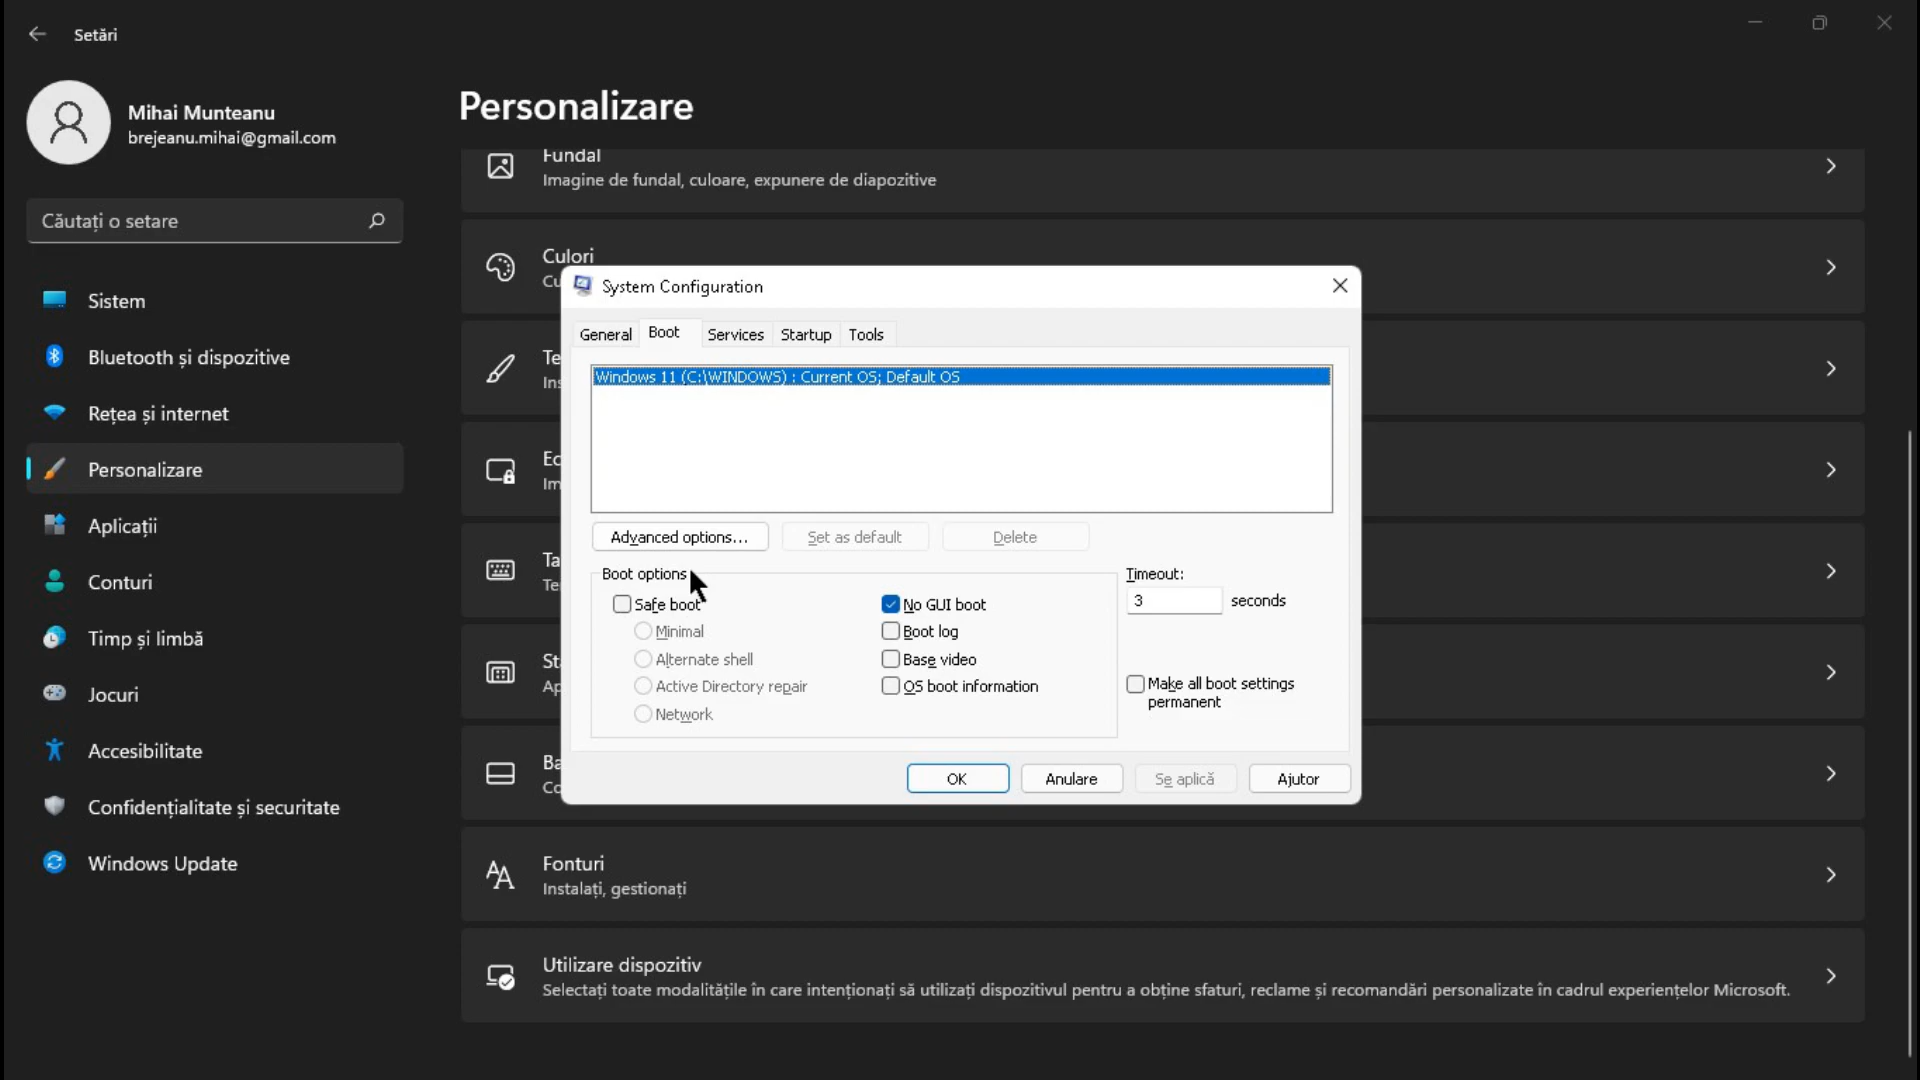 Setări
Mihai Munteanu
brejeanu.mihai@gmail.com
Căutați o setare
Sistem
Bluetooth și dispozitive
Rețea și internet
Personalizare
Aplicații
Conturi
Timp și limbă
Jocuri
Accesibilitate
Confidențialitate și securitate
Windows Update
Personalizare
Fundal
Imagine de fundal, culoare, expunere de diapozitive
Culori
System Configuration
General Boot Services Startup Tools
Windows 11 (C:\WINDOWS) : Current OS; Default OS
Advanced options... Set as default Delete
Boot options
Safe boot
Minimal
Alternate shell
Active Directory repair
Network
No GUI boot
Boot log
Base video
OS boot information
Timeout:
3 seconds
Make all boot settings
permanent
OK Anulare Se aplică Ajutor
Fonturi
Instalați, gestionați
Utilizare dispozitiv
Selectați toate modalitățile în care intenționați să utilizați dispozitivul pentru a obține sfaturi, reclame și recomandări personalizate în cadrul experiențelor Microsoft.